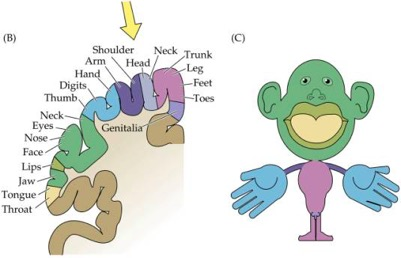 (B)
Shoulder
Arm
Hand
Digits
Thumb
Neck
Eyes
Nose
Face
Lips
Jaw
Tongue
Throat
Head
Neck
Trunk
Leg
Feet
Toes
Genitalia
(C)